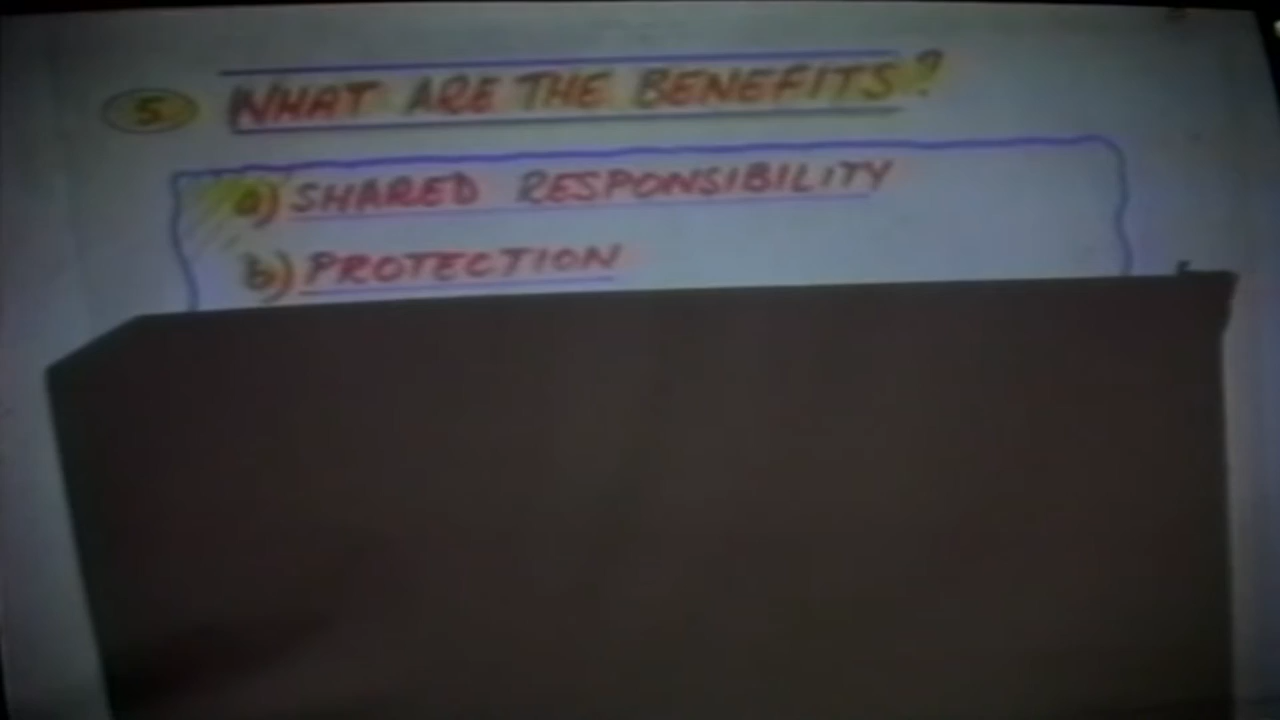 5. WHAT ARE THE BENEFITS?
a) SHARED RESPONSIBILITY
b) PROTECTION